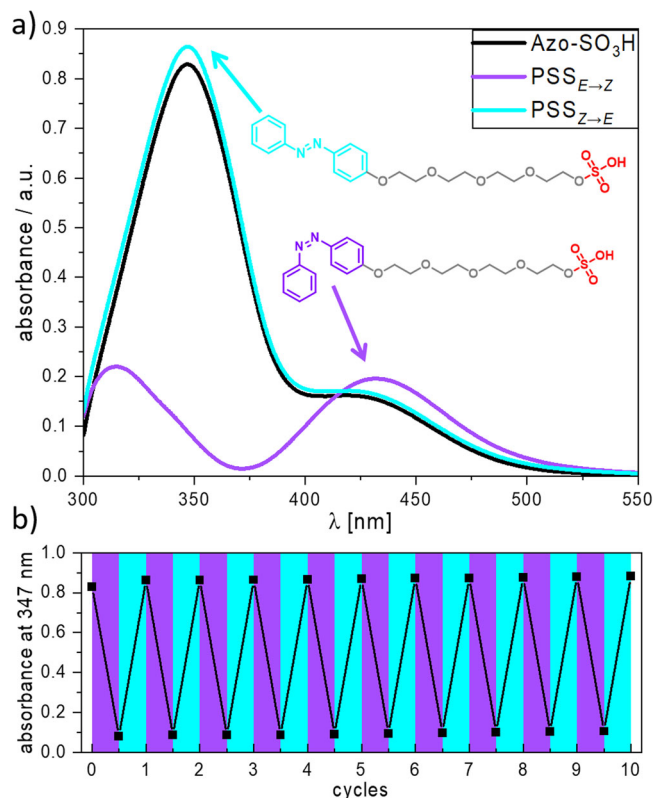 a)
0.9
0.8
0.7
0.6
0.5
0.4
0.3
0.2
0.1
0.0
absorbance / a.u.
Azo-SO₃H
PSS_E→Z
PSS_Z→E
N
N
O
O
O
O
O
S
OH
O
O
N
N
O
O
O
O
O
S
OH
O
O
300
350
400
450
500
550
λ [nm]
b)
1.0
0.8
0.6
0.4
0.2
0.0
absorbance at 347 nm
0
1
2
3
4
5
6
7
8
9
10
cycles